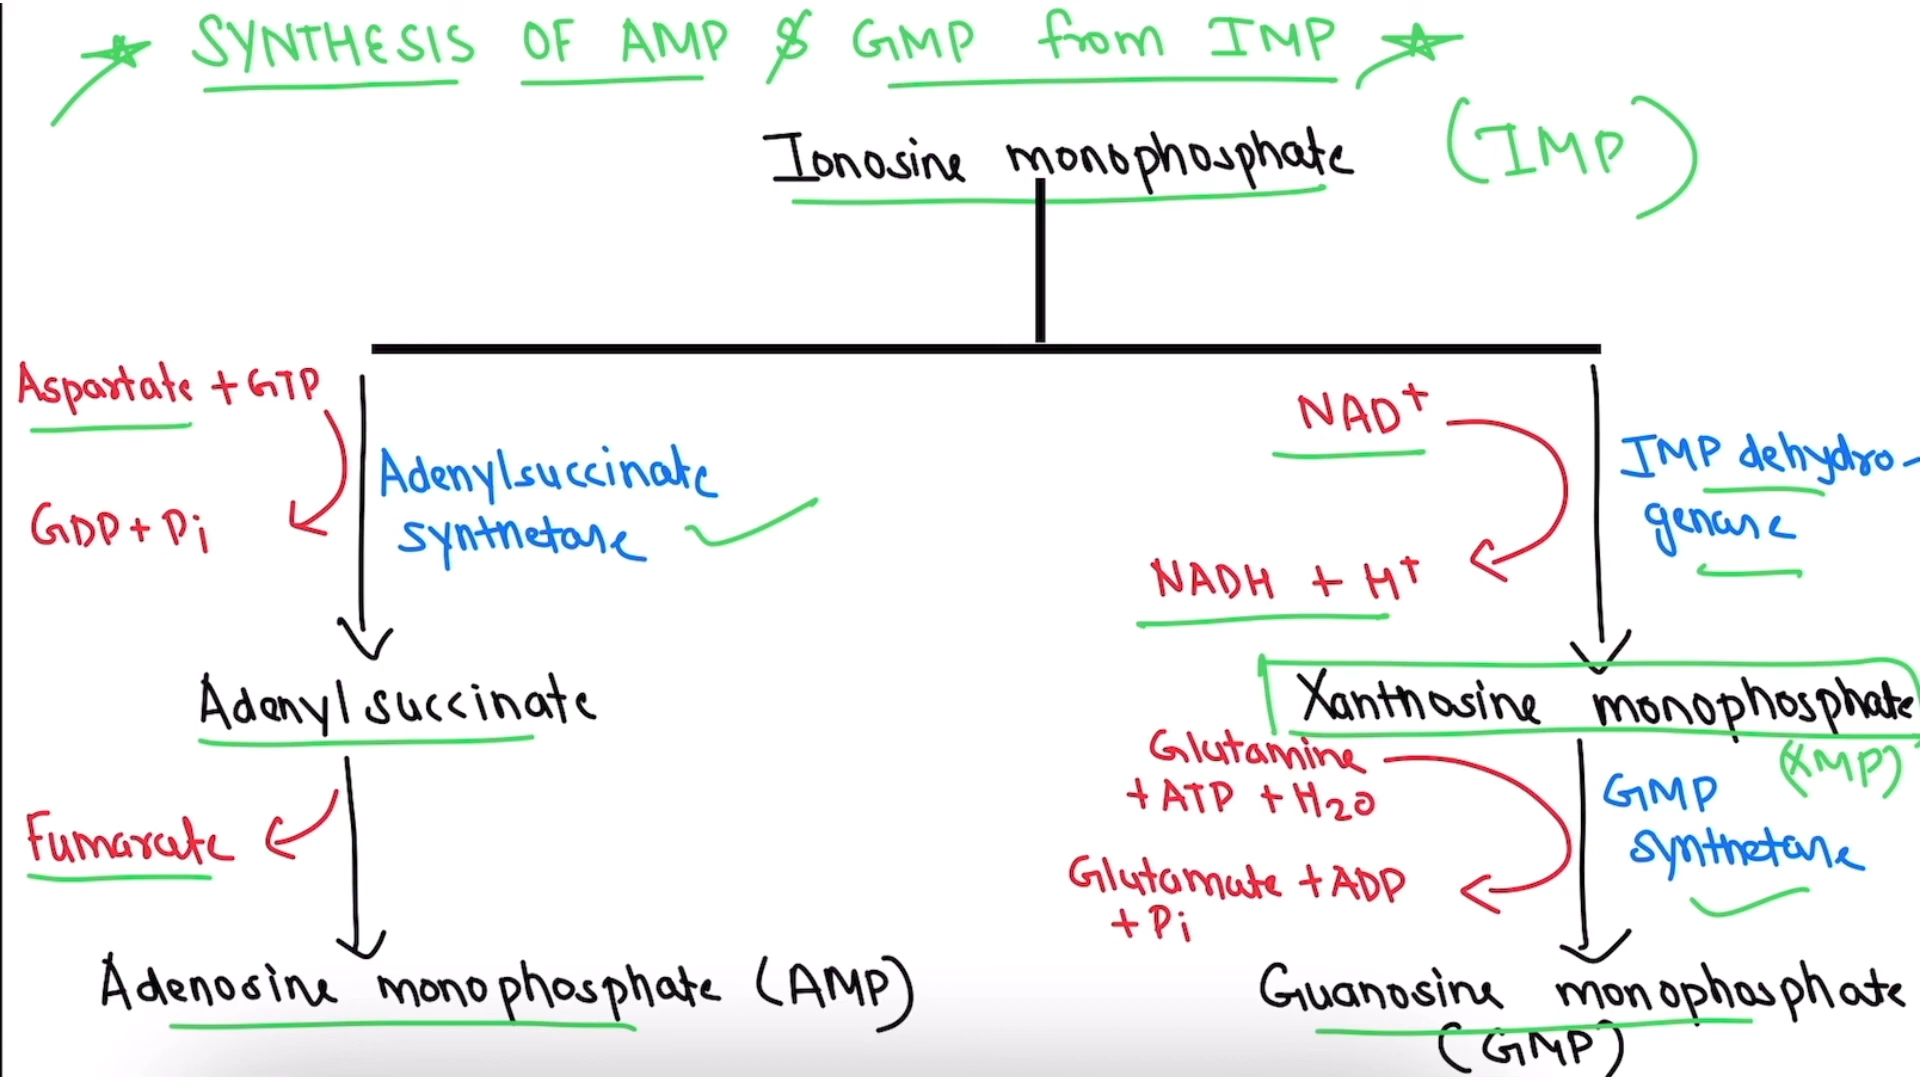 SYNTHESIS OF AMP & GMP from IMP
Ionosine monophosphate (IMP)
Aspartate + GTP
GDP + Pi
Adenylsuccinate
synthetase
NAD+
NADH + H+
IMP dehydro-
genase
Adenylsuccinate
Xanthosine monophosphate
(XMP)
Fumarate
Glutamine
+ ATP + H2O
Glutamate + ADP
+ Pi
GMP
synthetase
Adenosine monophosphate (AMP)
Guanosine monophosphate
(GMP)